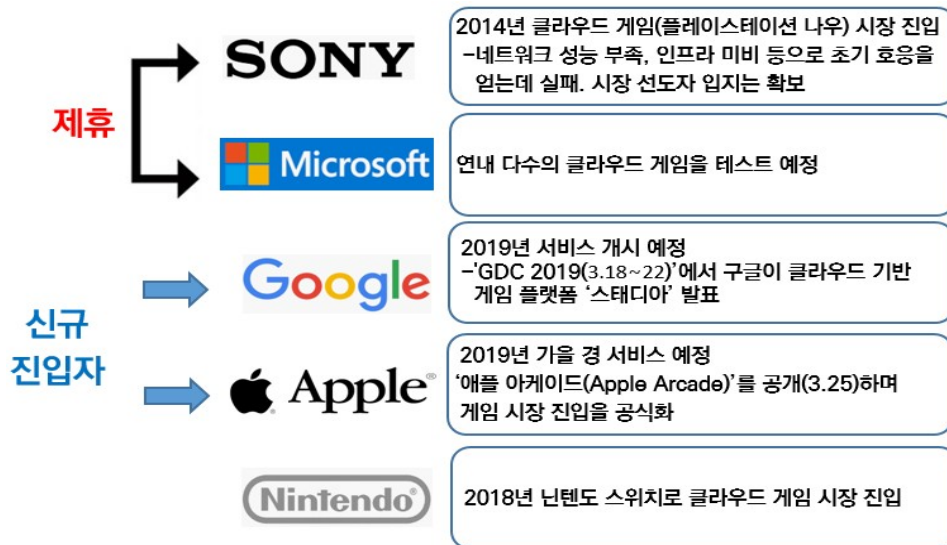 SONY
2014년 클라우드 게임(플레이스테이션 나우) 시장 진입
-네트워크 성능 부족, 인프라 미비 등으로 초기 호응을
얻는데 실패. 시장 선도자 입지는 확보
제휴
Microsoft
연내 다수의 클라우드 게임을 테스트 예정
Google
2019년 서비스 개시 예정
-'GDC 2019(3.18~22)'에서 구글이 클라우드 기반
게임 플랫폼 '스태디아' 발표
신규
진입자
Apple
2019년 가을 경 서비스 예정
'애플 아케이드(Apple Arcade)'를 공개(3.25)하며
게임 시장 진입을 공식화
Nintendo
2018년 닌텐도 스위치로 클라우드 게임 시장 진입